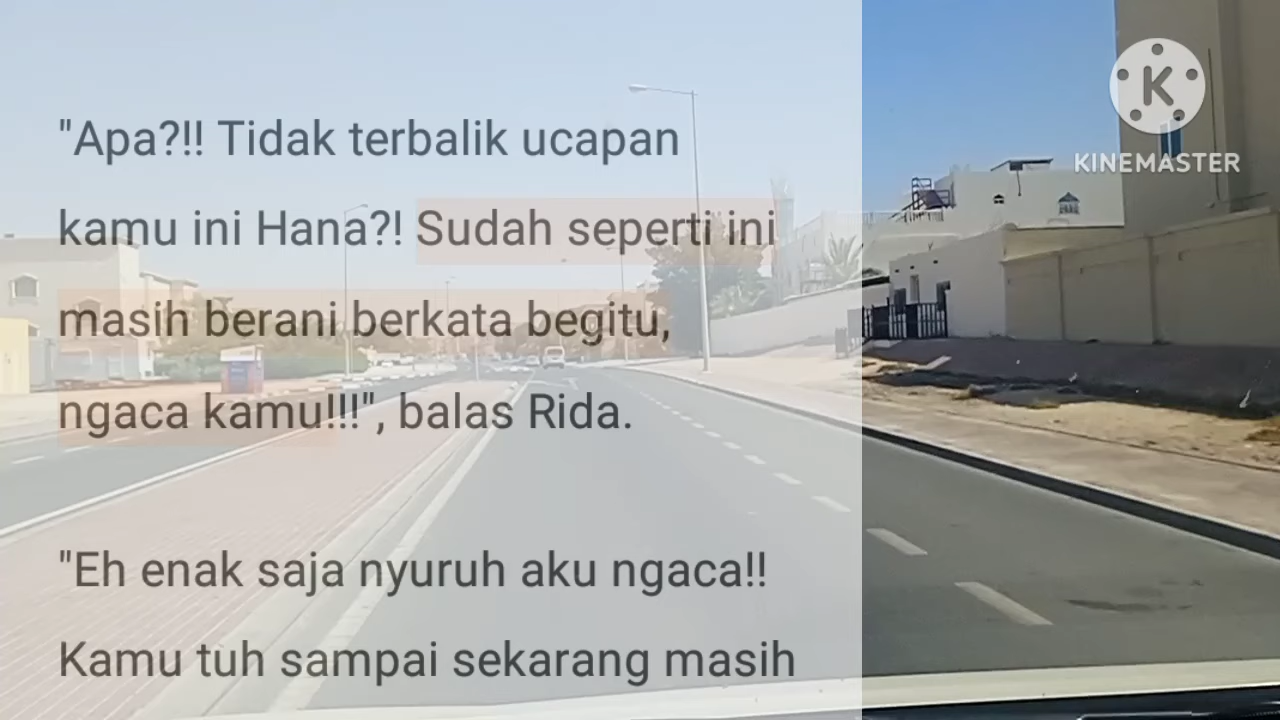 "Apa?!! Tidak terbalik ucapan
kamu ini Hana?! Sudah seperti ini
masih berani berkata begitu,
ngaca kamu!!!", balas Rida.
"Eh enak saja nyuruh aku ngaca!!
Kamu tuh sampai sekarang masih
K
KINEMASTER